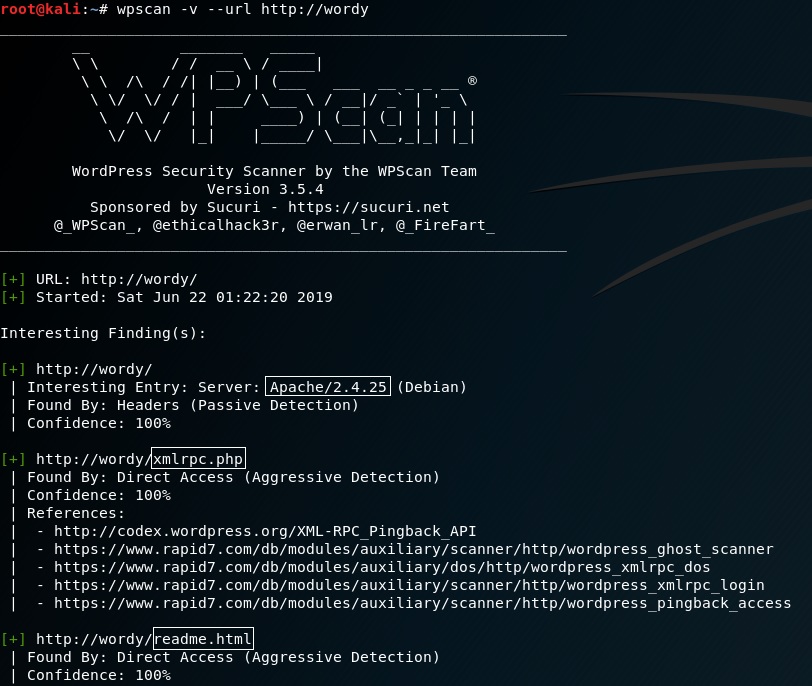 root@kali:~# wpscan -v --url http://wordy
WPScan ®
WordPress Security Scanner by the WPScan Team
Version 3.5.4
Sponsored by Sucuri - https://sucuri.net
@_WPScan_, @ethicalhack3r, @erwan_lr, @_FireFart_
[+] URL: http://wordy/
[+] Started: Sat Jun 22 01:22:20 2019
Interesting Finding(s):
[+] http://wordy/
| Interesting Entry: Server: Apache/2.4.25 (Debian)
| Found By: Headers (Passive Detection)
| Confidence: 100%
[+] http://wordy/xmlrpc.php
| Found By: Direct Access (Aggressive Detection)
| Confidence: 100%
| References:
|  - http://codex.wordpress.org/XML-RPC_Pingback_API
|  - https://www.rapid7.com/db/modules/auxiliary/scanner/http/wordpress_ghost_scanner
|  - https://www.rapid7.com/db/modules/auxiliary/dos/http/wordpress_xmlrpc_dos
|  - https://www.rapid7.com/db/modules/auxiliary/scanner/http/wordpress_xmlrpc_login
|  - https://www.rapid7.com/db/modules/auxiliary/scanner/http/wordpress_pingback_access
[+] http://wordy/readme.html
| Found By: Direct Access (Aggressive Detection)
| Confidence: 100%